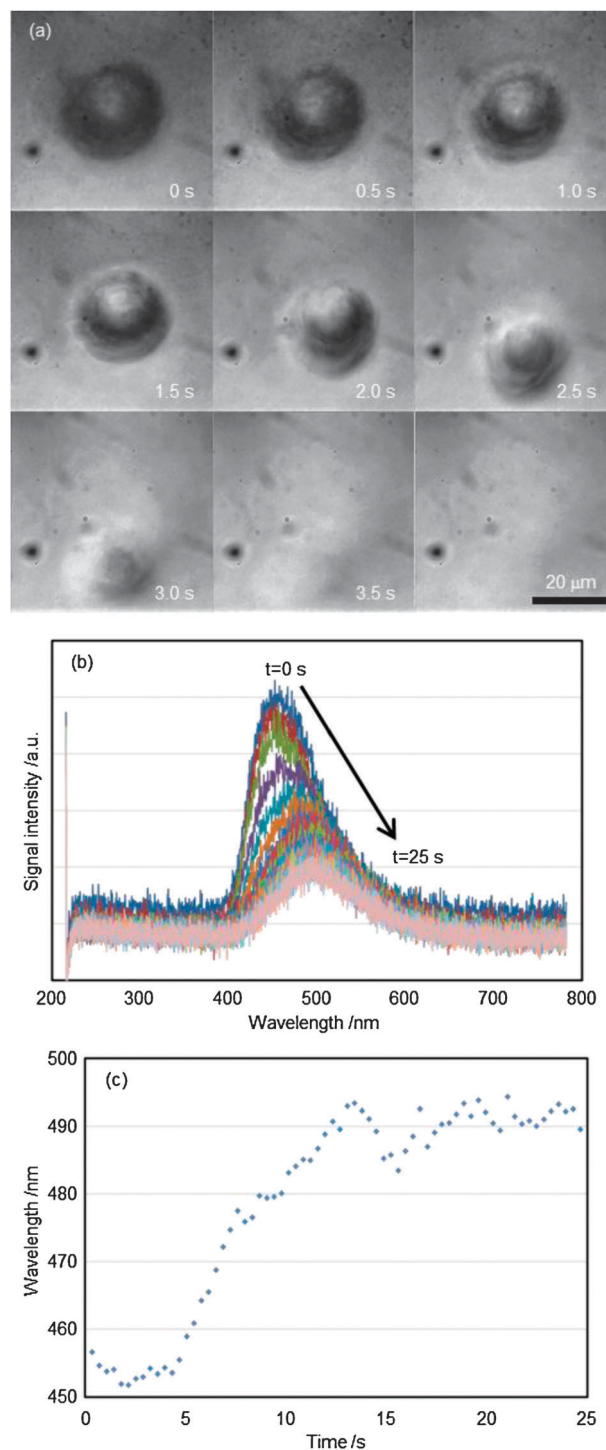 (a)
0 s
0.5 s
1.0 s
1.5 s
2.0 s
2.5 s
3.0 s
3.5 s
20 μm
(b)
t=0 s
t=25 s
Signal intensity /a.u.
200 300 400 500 600 700 800
Wavelength /nm
(c)
500
490
480
470
460
450
Wavelength /nm
0 5 10 15 20 25
Time /s